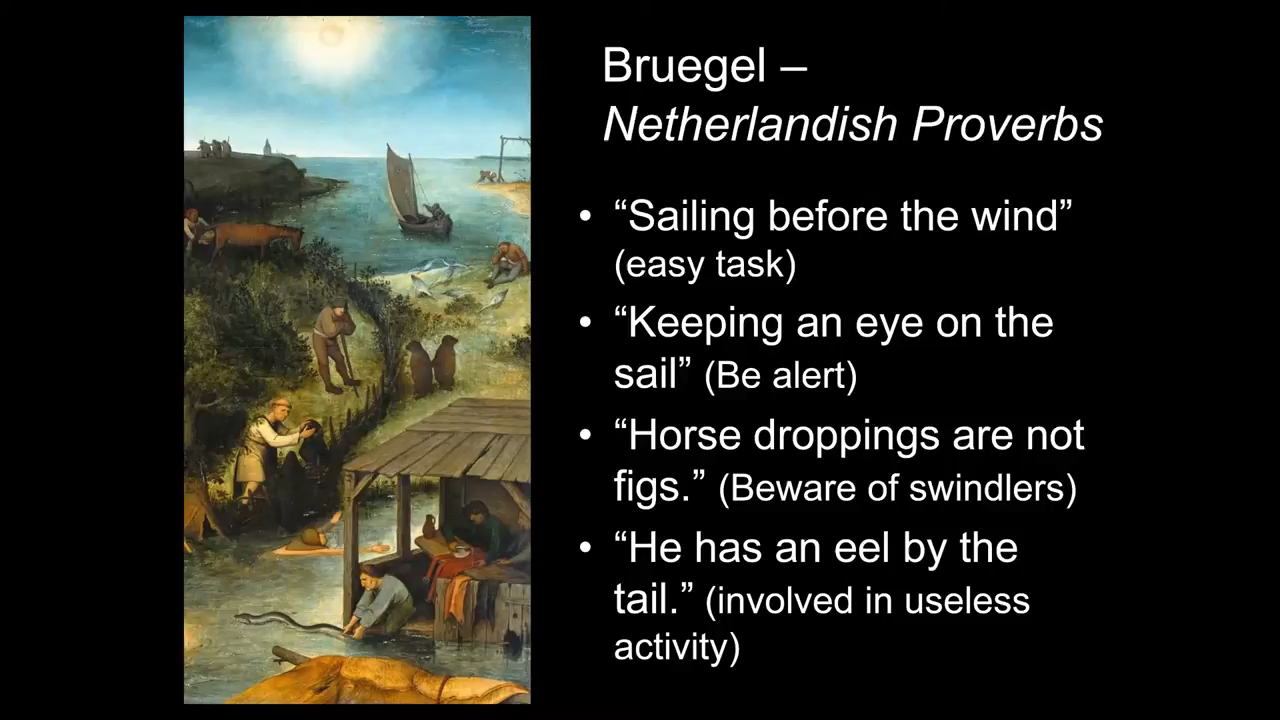 Bruegel –
Netherlandish Proverbs
• “Sailing before the wind”
(easy task)
• “Keeping an eye on the
sail” (Be alert)
• “Horse droppings are not
figs.” (Beware of swindlers)
• “He has an eel by the
tail.” (involved in useless
activity)